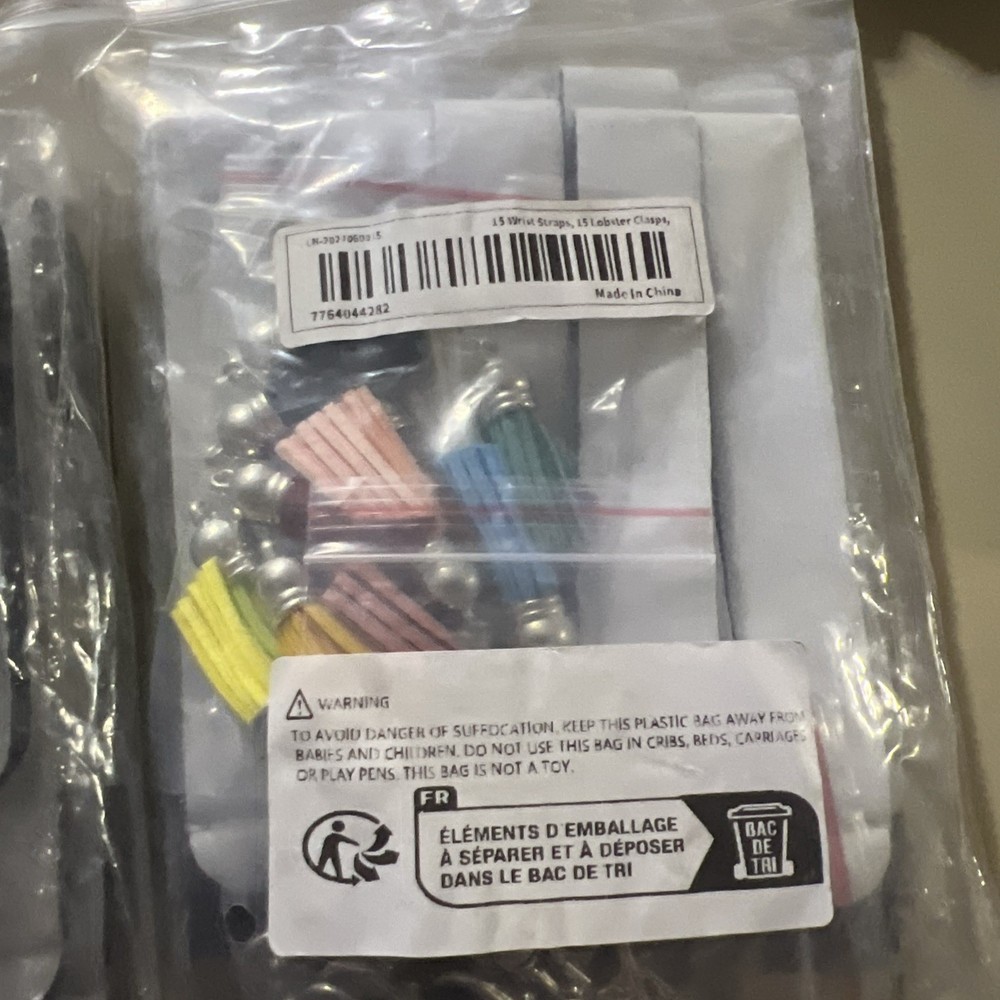 15 Wrist Straps, 15 Lobster Clasps,
7764044282
Made In China
WARNING
TO AVOID DANGER OF SUFFOCATION, KEEP THIS PLASTIC BAG AWAY FROM
BABIES AND CHILDREN. DO NOT USE THIS BAG IN CRIBS, BEDS, CARRIAGES
OR PLAY PENS. THIS BAG IS NOT A TOY.
FR
ÉLÉMENTS D'EMBALLAGE
À SÉPARER ET À DÉPOSER
DANS LE BAC DE TRI
BAC
DE
TRI